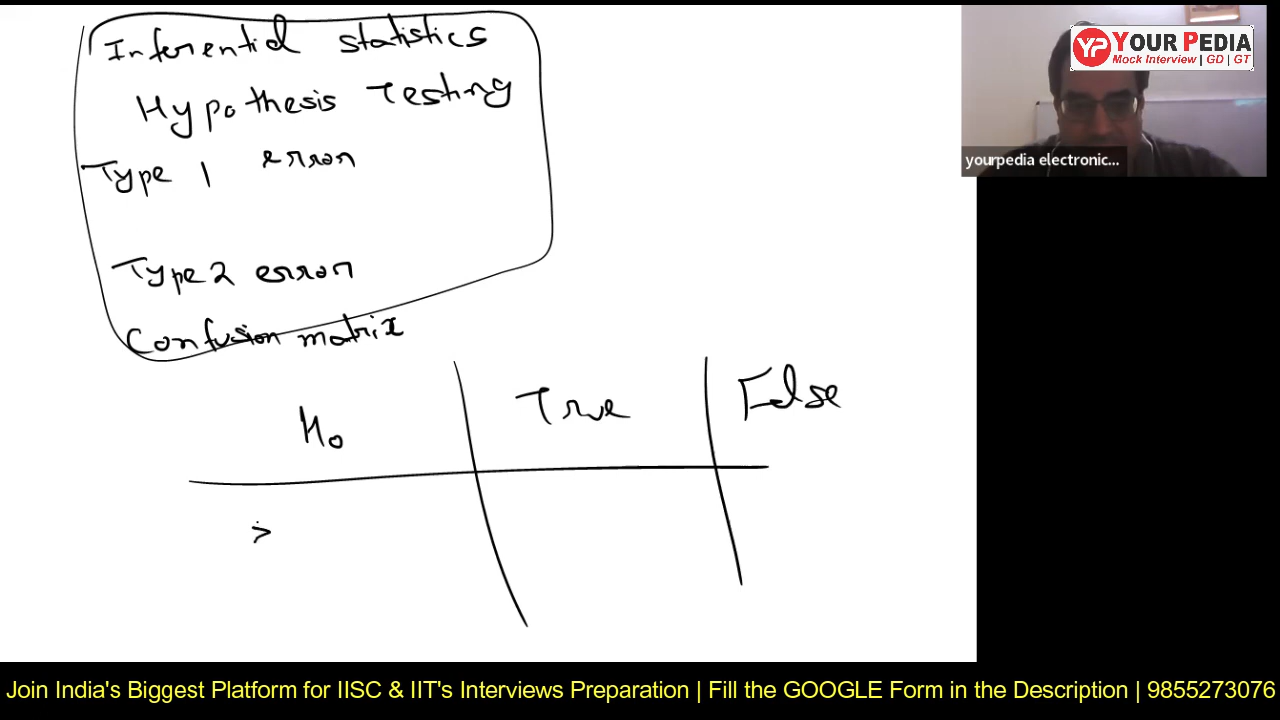 Inferential statistics
Hypothesis Testing
Type 1 error
Type 2 error
Confusion matrix
H₀ True False
YP YOUR PEDIA
Mock Interview | GD | GT
yourpedia electronic...
Join India's Biggest Platform for IISC & IIT's Interviews Preparation | Fill the GOOGLE Form in the Description | 9855273076